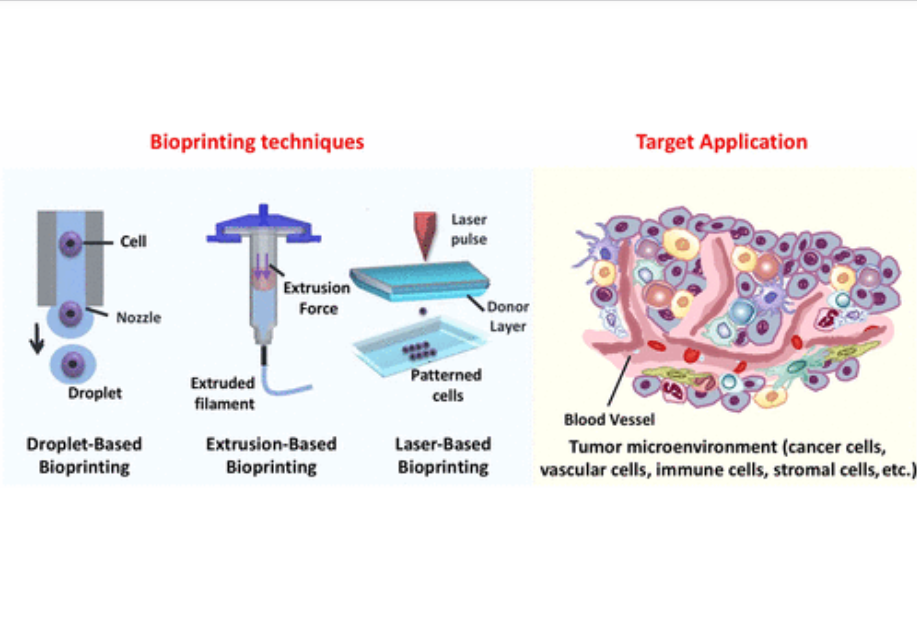 Bioprinting techniques
Target Application
Cell
Nozzle
Droplet
Droplet-Based
Bioprinting
Extrusion
Force
Extruded
filament
Extrusion-Based
Bioprinting
Laser
pulse
Donor
Layer
Patterned
cells
Laser-Based
Bioprinting
Blood Vessel
Tumor microenvironment (cancer cells,
vascular cells, immune cells, stromal cells, etc.)